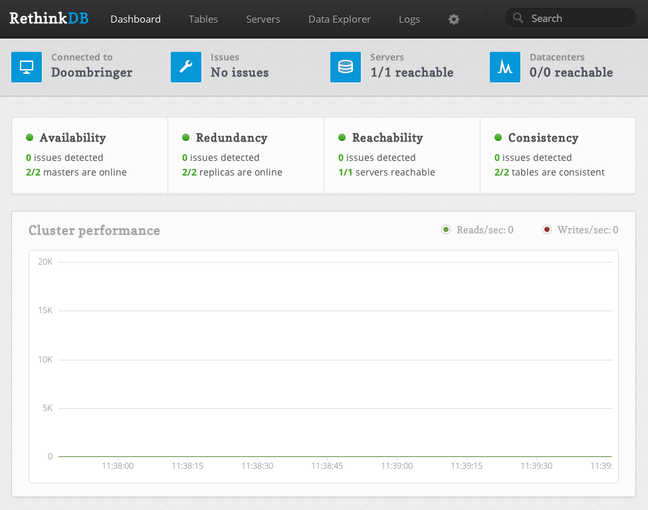 RethinkDB Dashboard Tables Servers Data Explorer Logs Search
Connected to Issues Servers Datacenters
Doombringer No issues 1/1 reachable 0/0 reachable
Availability Redundancy Reachability Consistency
0 issues detected 0 issues detected 0 issues detected 0 issues detected
2/2 masters are online 2/2 replicas are online 1/1 servers reachable 2/2 tables are consistent
Cluster performance Reads/sec: 0 Writes/sec: 0
20K
15K
10K
5K
0
11:38:00 11:38:15 11:38:30 11:38:45 11:39:00 11:39:15 11:39:30 11:39: